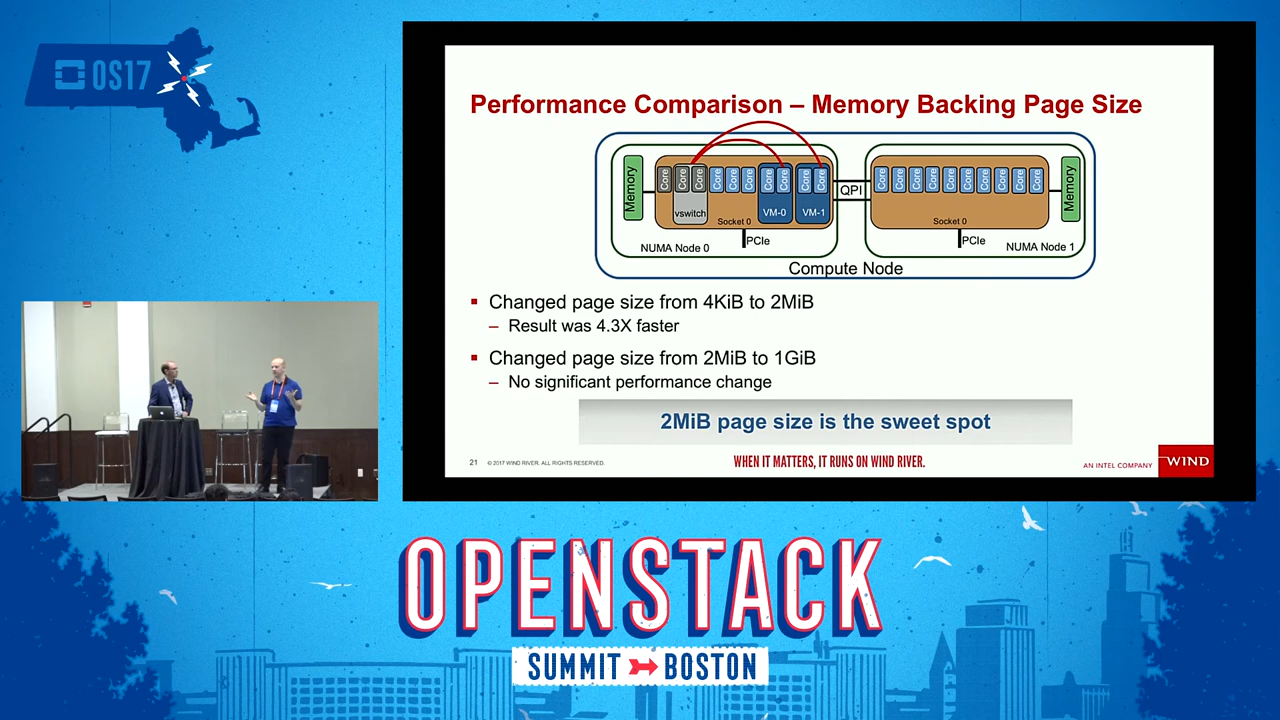 OS17
Performance Comparison – Memory Backing Page Size
Memory
Core
Core
Core
Core
Core
Core
Core
Core
Core
Core
vswitch
Socket 0
VM-0
VM-1
PCIe
NUMA Node 0
QPI
Core
Core
Core
Core
Core
Core
Core
Core
Core
Core
Socket 0
PCIe
NUMA Node 1
Memory
Compute Node
▪ Changed page size from 4KiB to 2MiB
– Result was 4.3X faster
▪ Changed page size from 2MiB to 1GiB
– No significant performance change
2MiB page size is the sweet spot
21 © 2017 WIND RIVER. ALL RIGHTS RESERVED.
WHEN IT MATTERS, IT RUNS ON WIND RIVER.
AN INTEL COMPANY
WIND
OPENSTACK
SUMMIT BOSTON